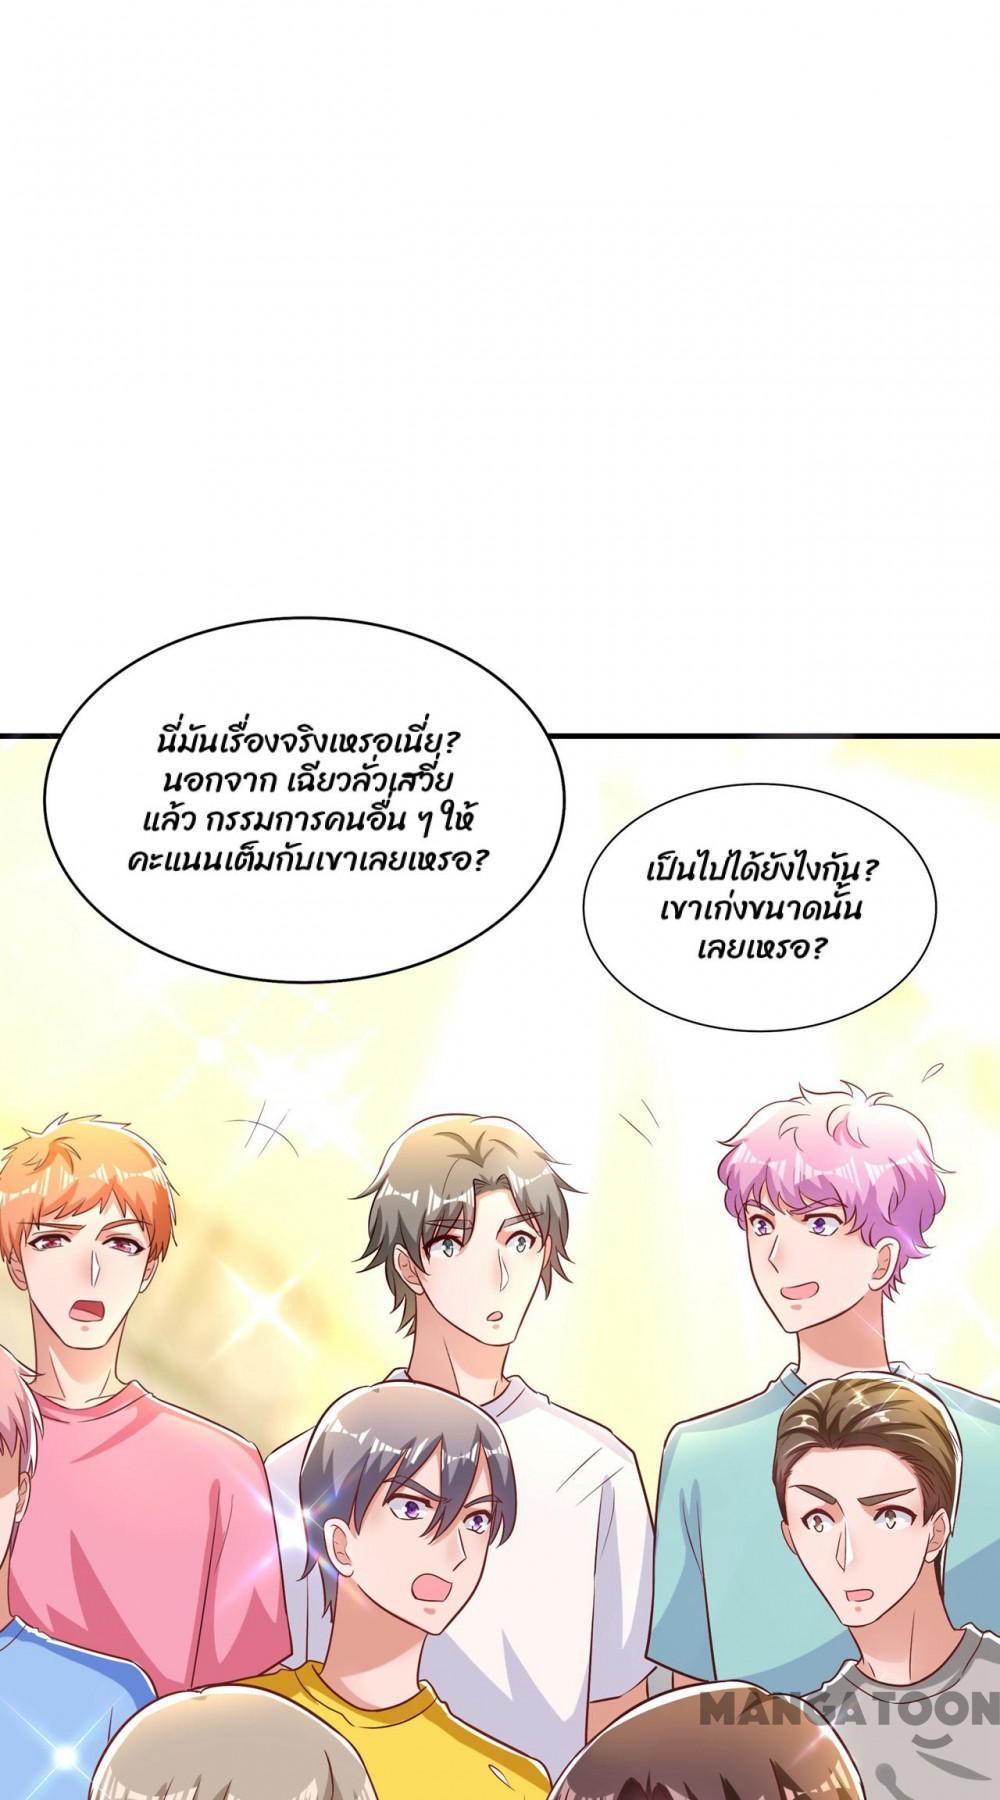 นี่มันเรื่องจริงเหรอเนี่ย?
นอกจาก เฉียวลั่วเสวี่ย
แล้ว กรรมการคนอื่น ๆ ให้
คะแนนเต็มกับเขาเลยเหรอ?
เป็นไปได้ยังไงกัน?
เขาเก่งขนาดนั้น
เลยเหรอ?
MANGATOON